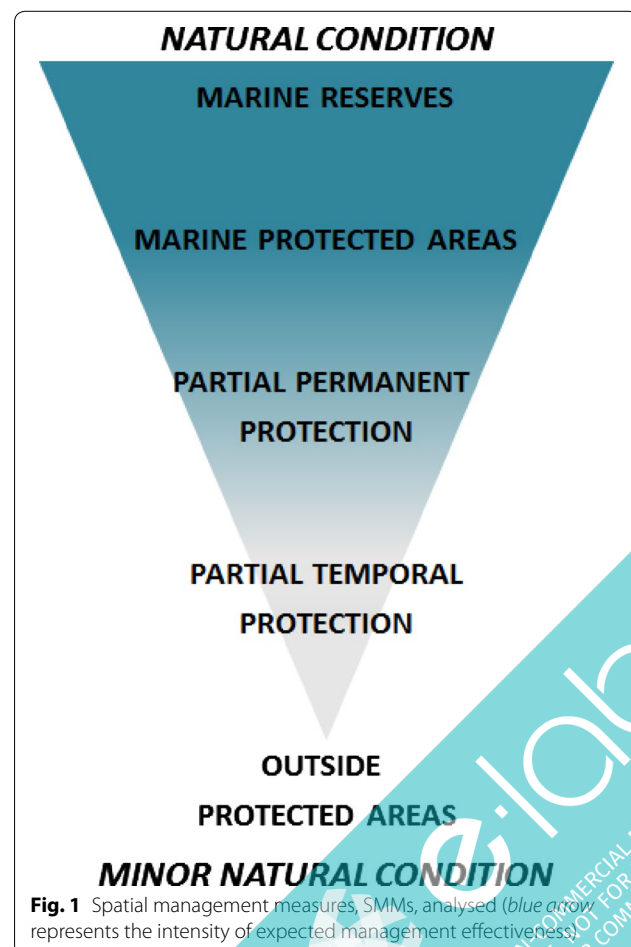 NATURAL CONDITION
MARINE RESERVES
MARINE PROTECTED AREAS
PARTIAL PERMANENT
PROTECTION
PARTIAL TEMPORAL
PROTECTION
OUTSIDE
PROTECTED AREAS
MINOR NATURAL CONDITION
Fig. 1 Spatial management measures, SMMs, analysed (blue arrow
represents the intensity of expected management effectiveness)